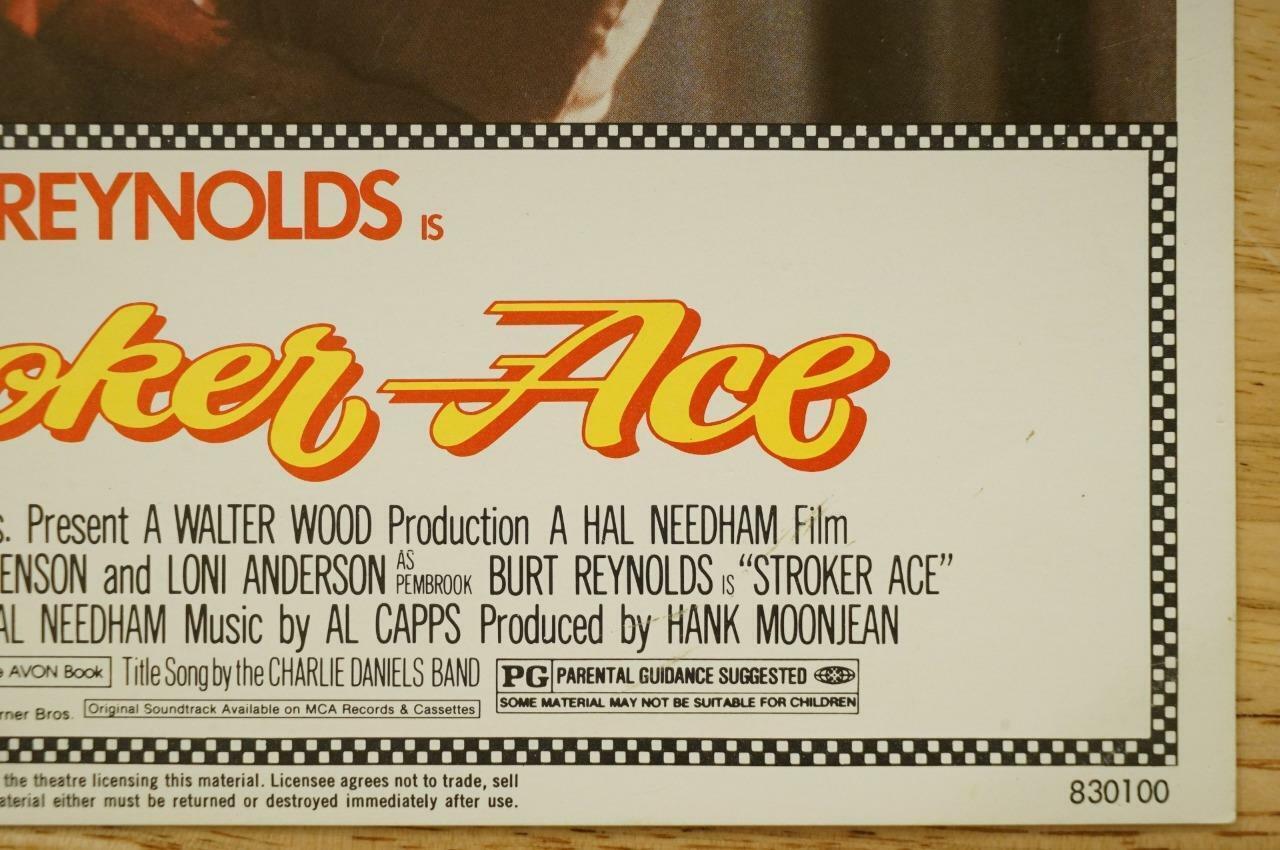 REYNOLDS IS
oker Ace
s. Present A WALTER WOOD Production A HAL NEEDHAM Film
ENSON and LONI ANDERSON AS PEMBROOK BURT REYNOLDS IS "STROKER ACE"
AL NEEDHAM Music by AL CAPPS Produced by HANK MOONJEAN
AVON Book Title Song by the CHARLIE DANIELS BAND PG PARENTAL GUIDANCE SUGGESTED
SOME MATERIAL MAY NOT BE SUITABLE FOR CHILDREN
rner Bros. Original Soundtrack Available on MCA Records & Cassettes
the theatre licensing this material. Licensee agrees not to trade, sell
aterial either must be returned or destroyed immediately after use.
830100